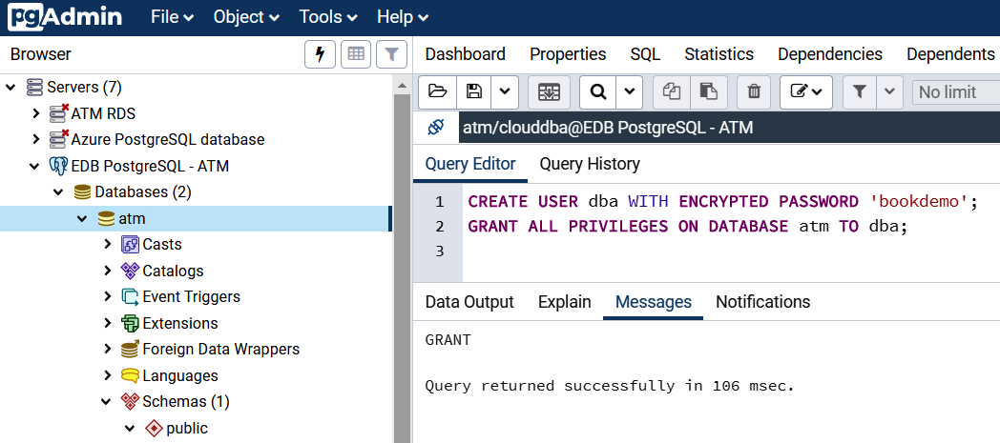 pgAdmin File Object Tools Help
Browser
Dashboard Properties SQL Statistics Dependencies Dependents
Servers (7)
ATM RDS
Azure PostgreSQL database
EDB PostgreSQL - ATM
Databases (2)
atm
Casts
Catalogs
Event Triggers
Extensions
Foreign Data Wrappers
Languages
Schemas (1)
public
No limit
atm/clouddba@EDB PostgreSQL - ATM
Query Editor Query History
1 CREATE USER dba WITH ENCRYPTED PASSWORD 'bookdemo';
2 GRANT ALL PRIVILEGES ON DATABASE atm TO dba;
3
Data Output Explain Messages Notifications
GRANT
Query returned successfully in 106 msec.